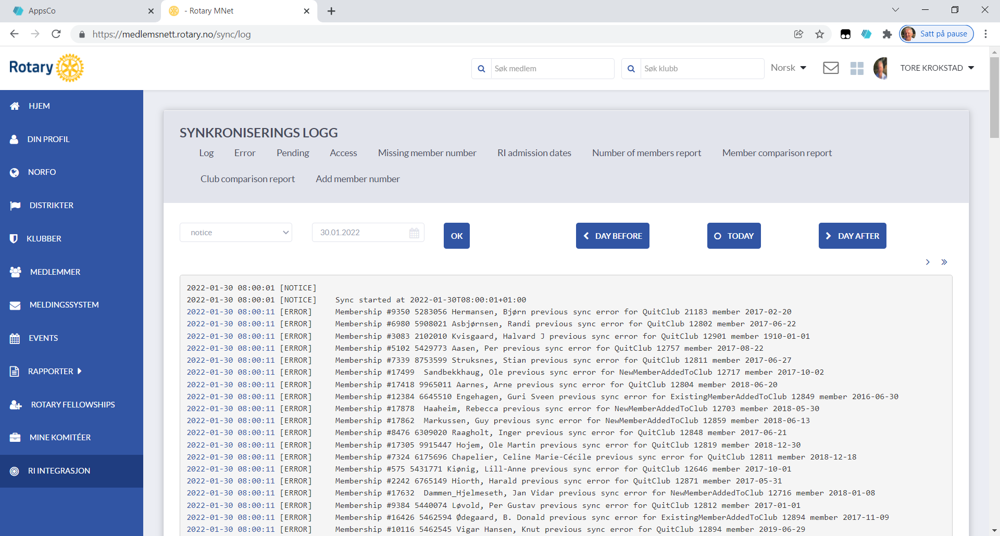 AppsCo
- Rotary MNet
https://medlemsnett.rotary.no/sync/log
Satt på pause
Rotary
Søk medlem
Søk klubb
Norsk
TORE KROKSTAD
HJEM
DIN PROFIL
NORFO
DISTRIKTER
KLUBBER
MEDLEMMER
MELDINGSSYSTEM
EVENTS
RAPPORTER
ROTARY FELLOWSHIPS
MINE KOMITÉER
RI INTEGRASJON
SYNKRONISERINGS LOGG
Log Error Pending Access Missing member number RI admission dates Number of members report Member comparison report
Club comparison report Add member number
notice 30.01.2022 OK DAY BEFORE TODAY DAY AFTER
2022-01-30 08:00:01 [NOTICE]
2022-01-30 08:00:01 [NOTICE] Sync started at 2022-01-30T08:00:01+01:00
2022-01-30 08:00:11 [ERROR] Membership #9350 5283056 Hermansen, Bjørn previous sync error for QuitClub 21183 member 2017-02-20
2022-01-30 08:00:11 [ERROR] Membership #6980 5908021 Asbjørnsen, Randi previous sync error for QuitClub 12802 member 2017-06-22
2022-01-30 08:00:11 [ERROR] Membership #3083 2102010 Kvisgaard, Halvard J previous sync error for QuitClub 12901 member 1910-01-01
2022-01-30 08:00:11 [ERROR] Membership #5102 5429773 Aasen, Per previous sync error for QuitClub 12757 member 2017-08-22
2022-01-30 08:00:11 [ERROR] Membership #7339 8753599 Struksnes, Stian previous sync error for QuitClub 12811 member 2017-06-27
2022-01-30 08:00:11 [ERROR] Membership #17499 Sandbekkhaug, Ole previous sync error for NewMemberAddedToClub 12717 member 2017-10-02
2022-01-30 08:00:11 [ERROR] Membership #17418 9965011 Aarnes, Arne previous sync error for QuitClub 12804 member 2018-06-20
2022-01-30 08:00:11 [ERROR] Membership #12384 6645510 Engehagen, Guri Sveen previous sync error for ExistingMemberAddedToClub 12849 member 2016-06-30
2022-01-30 08:00:11 [ERROR] Membership #17878 Haaheim, Rebecca previous sync error for NewMemberAddedToClub 12703 member 2018-05-30
2022-01-30 08:00:11 [ERROR] Membership #17862 Markussen, Guy previous sync error for NewMemberAddedToClub 12859 member 2018-06-13
2022-01-30 08:00:11 [ERROR] Membership #8476 6309020 Raagholt, Inger previous sync error for QuitClub 12848 member 2017-06-21
2022-01-30 08:00:11 [ERROR] Membership #17305 9915447 Hojem, Ole Martin previous sync error for QuitClub 12819 member 2018-12-30
2022-01-30 08:00:11 [ERROR] Membership #7324 6175696 Chapelier, Celine Marie-Cécile previous sync error for QuitClub 12811 member 2018-12-18
2022-01-30 08:00:11 [ERROR] Membership #575 5431771 Kiønig, Lill-Anne previous sync error for QuitClub 12646 member 2017-10-01
2022-01-30 08:00:11 [ERROR] Membership #2242 6765149 Hiorth, Harald previous sync error for QuitClub 12871 member 2017-05-31
2022-01-30 08:00:11 [ERROR] Membership #17632 Dammen_Hjelmeseth, Jan Vidar previous sync error for NewMemberAddedToClub 12716 member 2018-01-08
2022-01-30 08:00:11 [ERROR] Membership #9384 5440074 Løvold, Per Gustav previous sync error for QuitClub 12812 member 2017-01-01
2022-01-30 08:00:11 [ERROR] Membership #16426 5462594 Ødegaard, B. Donald previous sync error for ExistingMemberAddedToClub 12894 member 2017-11-09
2022-01-30 08:00:11 [ERROR] Membership #10116 5462545 Vigar Hansen, Knut previous sync error for QuitClub 12894 member 2019-06-29